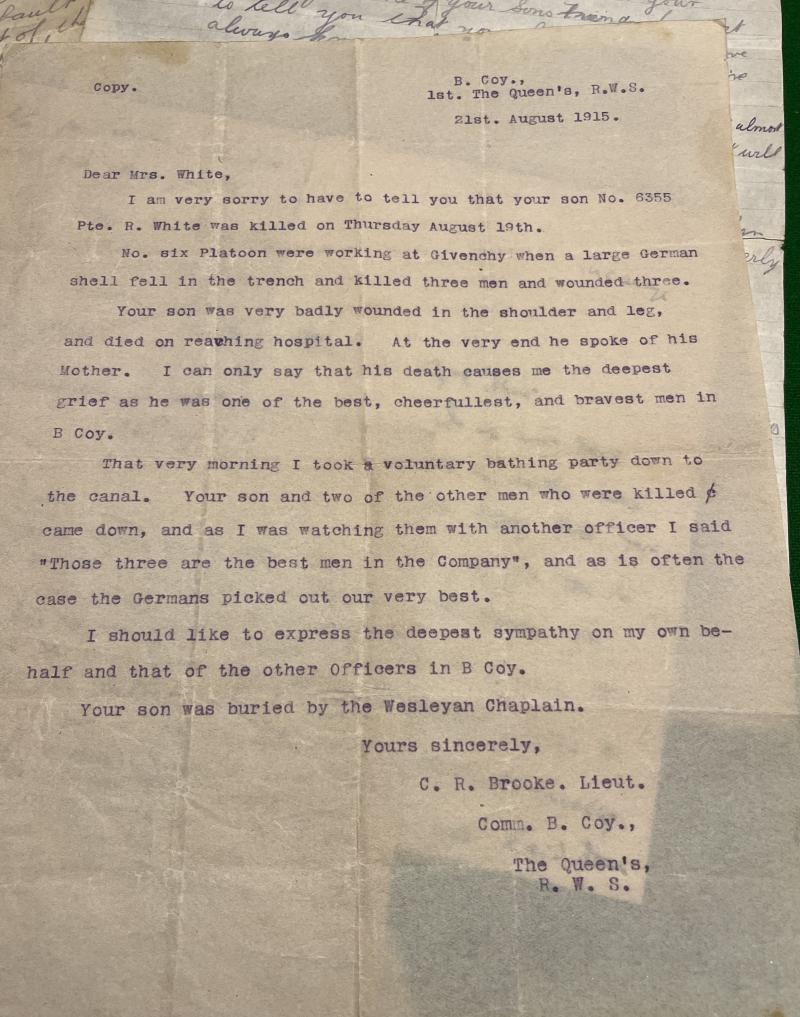 to tell you that
always
almost
will
erly
Copy.
B. Coy.,
1st. The Queen's, R.W.S.
21st. August 1915.
Dear Mrs. White,
I am very sorry to have to tell you that your son No. 6355
Pte. R. White was killed on Thursday August 19th.
No. six Platoon were working at Givenchy when a large German
shell fell in the trench and killed three men and wounded three.
Your son was very badly wounded in the shoulder and leg,
and died on reaching hospital. At the very end he spoke of his
Mother. I can only say that his death causes me the deepest
grief as he was one of the best, cheerfullest, and bravest men in
B Coy.
That very morning I took a voluntary bathing party down to
the canal. Your son and two of the other men who were killed
came down, and as I was watching them with another officer I said
"Those three are the best men in the Company", and as is often the
case the Germans picked out our very best.
I should like to express the deepest sympathy on my own be-
half and that of the other Officers in B Coy.
Your son was buried by the Wesleyan Chaplain.
Yours sincerely,
C. R. Brooke. Lieut.
Comm. B. Coy.,
The Queen's,
R. W. S.